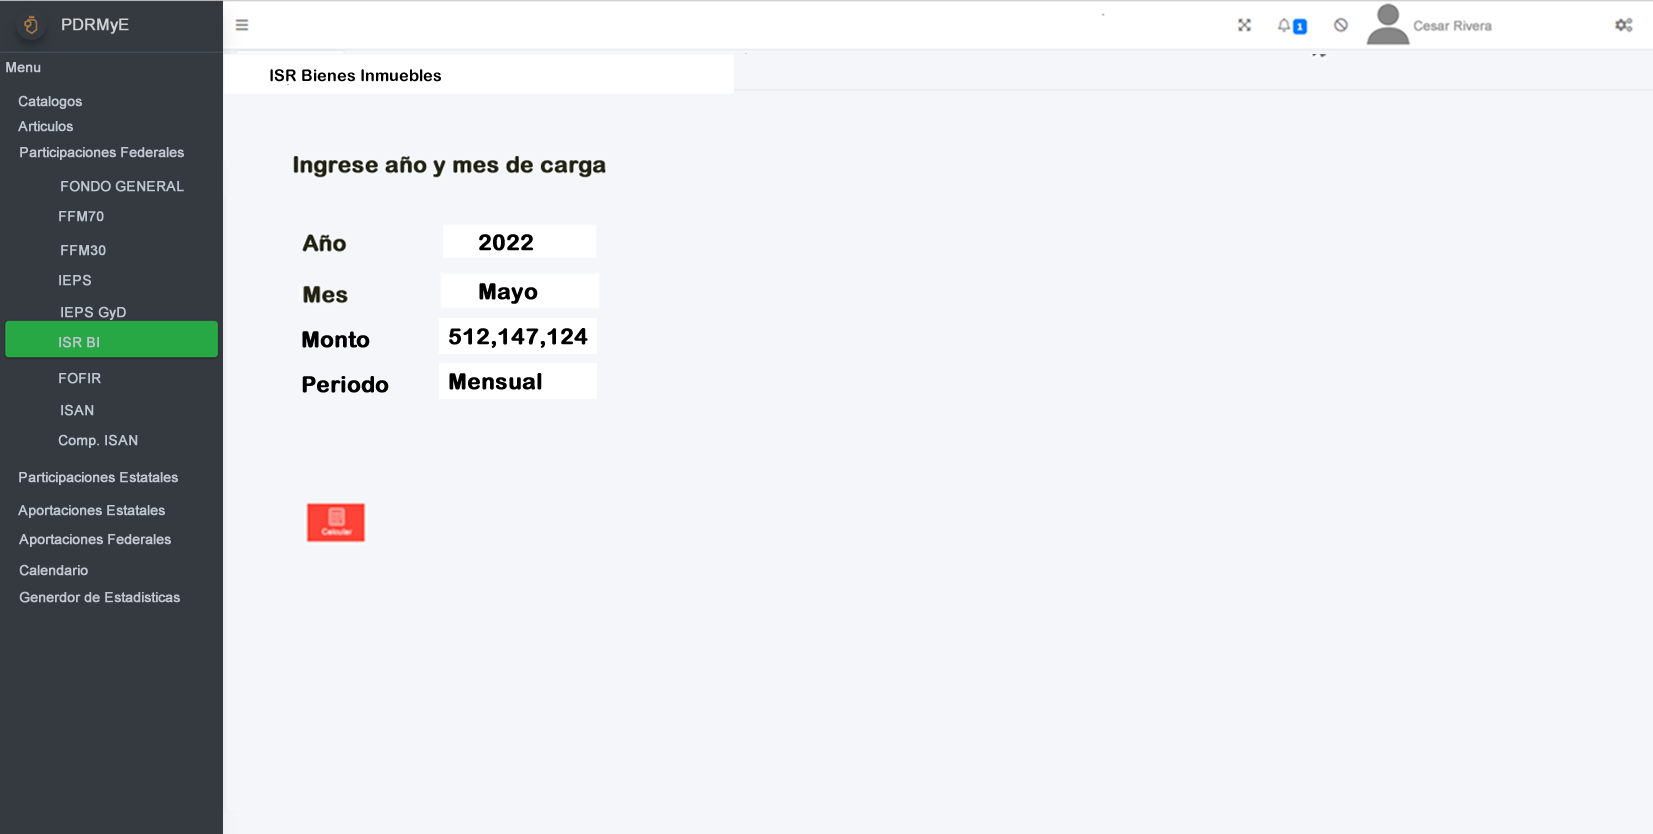 PDRMyE
1
Cesar Rivera
Menu
ISR Bienes Inmuebles
Catalogos
Articulos
Participaciones Federales
FONDO GENERAL
FFM70
FFM30
IEPS
IEPS GyD
ISR BI
FOFIR
ISAN
Comp. ISAN
Participaciones Estatales
Aportaciones Estatales
Aportaciones Federales
Calendario
Generdor de Estadisticas
Ingrese año y mes de carga
Año 2022
Mes Mayo
Monto 512,147,124
Periodo Mensual
Calcular